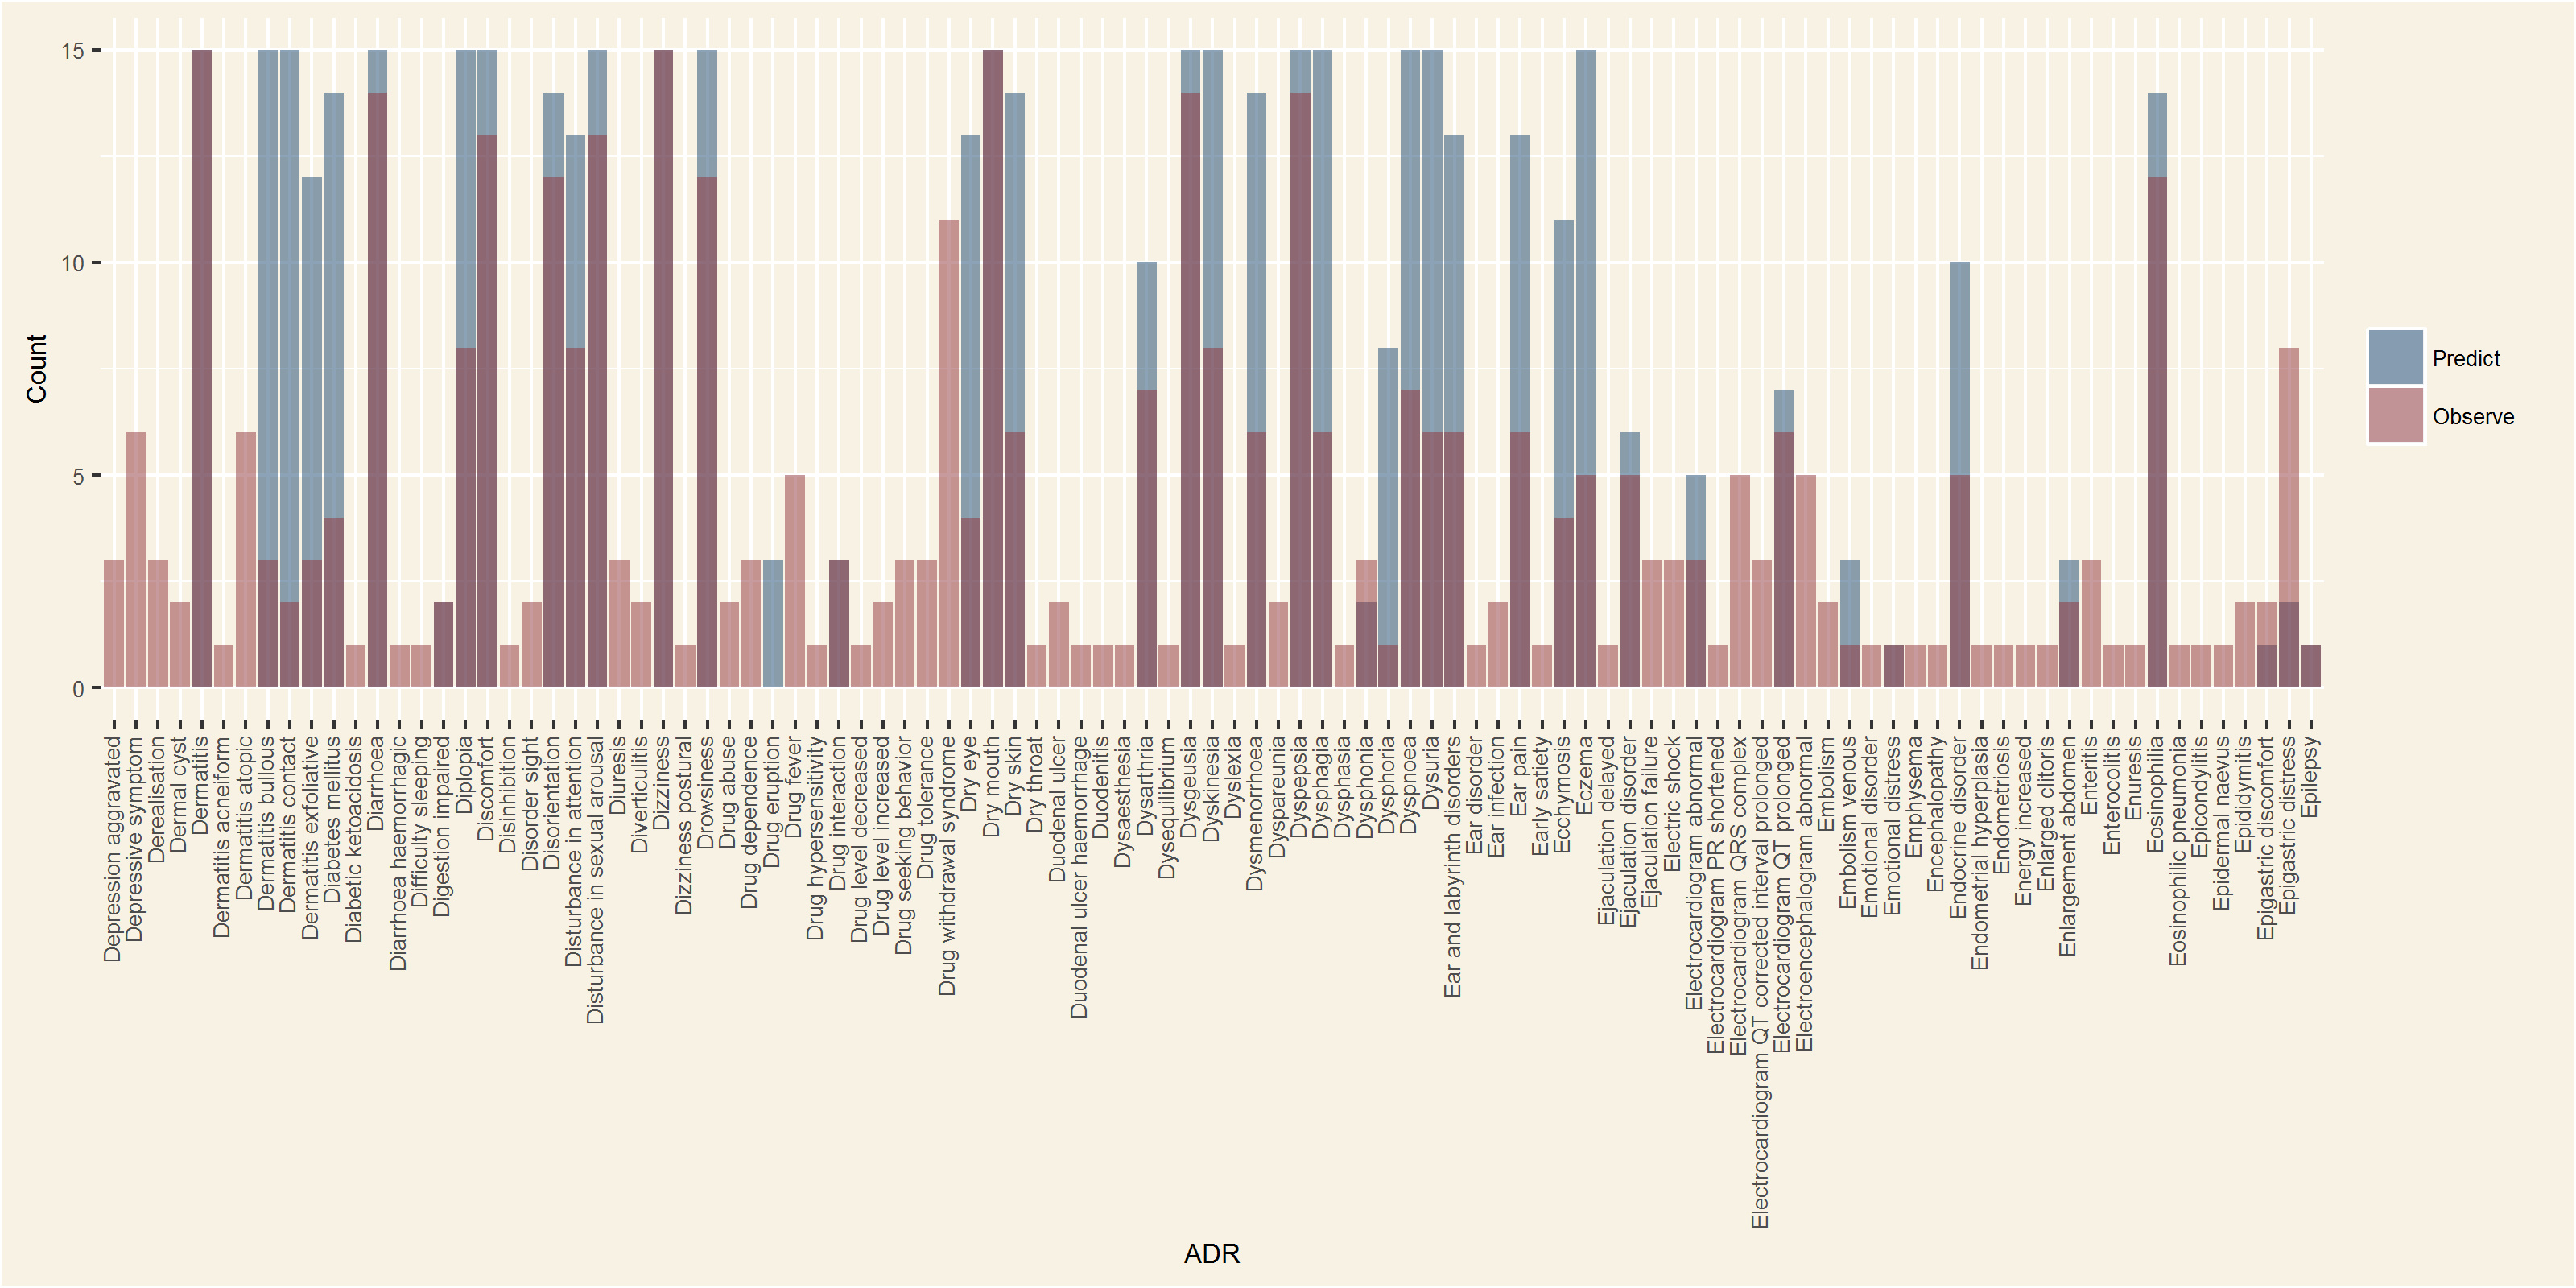 15
10
5
0
Count
Predict
Observe
Depression aggravated
Depressive symptom
Derealisation
Dermal cyst
Dermatitis
Dermatitis acneiform
Dermatitis atopic
Dermatitis bullous
Dermatitis contact
Dermatitis exfoliative
Diabetes mellitus
Diabetic ketoacidosis
Diarrhoea
Diarrhoea haemorrhagic
Difficulty sleeping
Digestion impaired
Diplopia
Discomfort
Disinhibition
Disorder sight
Disorientation
Disturbance in attention
Disturbance in sexual arousal
Diuresis
Diverticulitis
Dizziness
Dizziness postural
Drowsiness
Drug abuse
Drug dependence
Drug eruption
Drug fever
Drug hypersensitivity
Drug interaction
Drug level decreased
Drug level increased
Drug seeking behavior
Drug tolerance
Drug withdrawal syndrome
Dry eye
Dry mouth
Dry skin
Dry throat
Duodenal ulcer
Duodenal ulcer haemorrhage
Duodenitis
Dysaesthesia
Dysarthria
Dysequilibrium
Dysgeusia
Dyskinesia
Dyslexia
Dysmenorrhoea
Dyspareunia
Dyspepsia
Dysphagia
Dysphasia
Dysphonia
Dysphoria
Dyspnoea
Dysuria
Ear and labyrinth disorders
Ear disorder
Ear infection
Ear pain
Early satiety
Ecchymosis
Eczema
Ejaculation delayed
Ejaculation disorder
Ejaculation failure
Electric shock
Electrocardiogram abnormal
Electrocardiogram PR shortened
Electrocardiogram QRS complex
Electrocardiogram QT corrected interval prolonged
Electrocardiogram QT prolonged
Electroencephalogram abnormal
Embolism
Embolism venous
Emotional disorder
Emotional distress
Emphysema
Encephalopathy
Endocrine disorder
Endometrial hyperplasia
Endometriosis
Energy increased
Enlarged clitoris
Enlargement abdomen
Enteritis
Enterocolitis
Enuresis
Eosinophilia
Eosinophilic pneumonia
Epicondylitis
Epidermal naevus
Epididymitis
Epigastric discomfort
Epigastric distress
Epilepsy
ADR